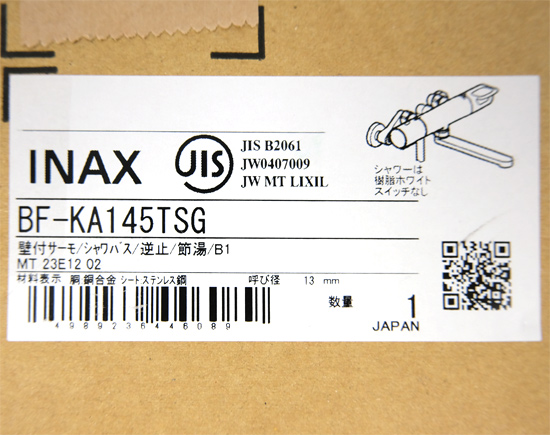 INAX
JIS
JIS B2061
JW0407009
JW MT LIXIL
シャワーは
樹脂ホワイト
スイッチなし
BF-KA145TSG
壁付サーモ/シャワバス/逆止/節湯/B1
MT 23E12 02
材料表示 胴 銅合金 シート ステンレス鋼 呼び径 13 mm
4989236446089
数量 1
JAPAN